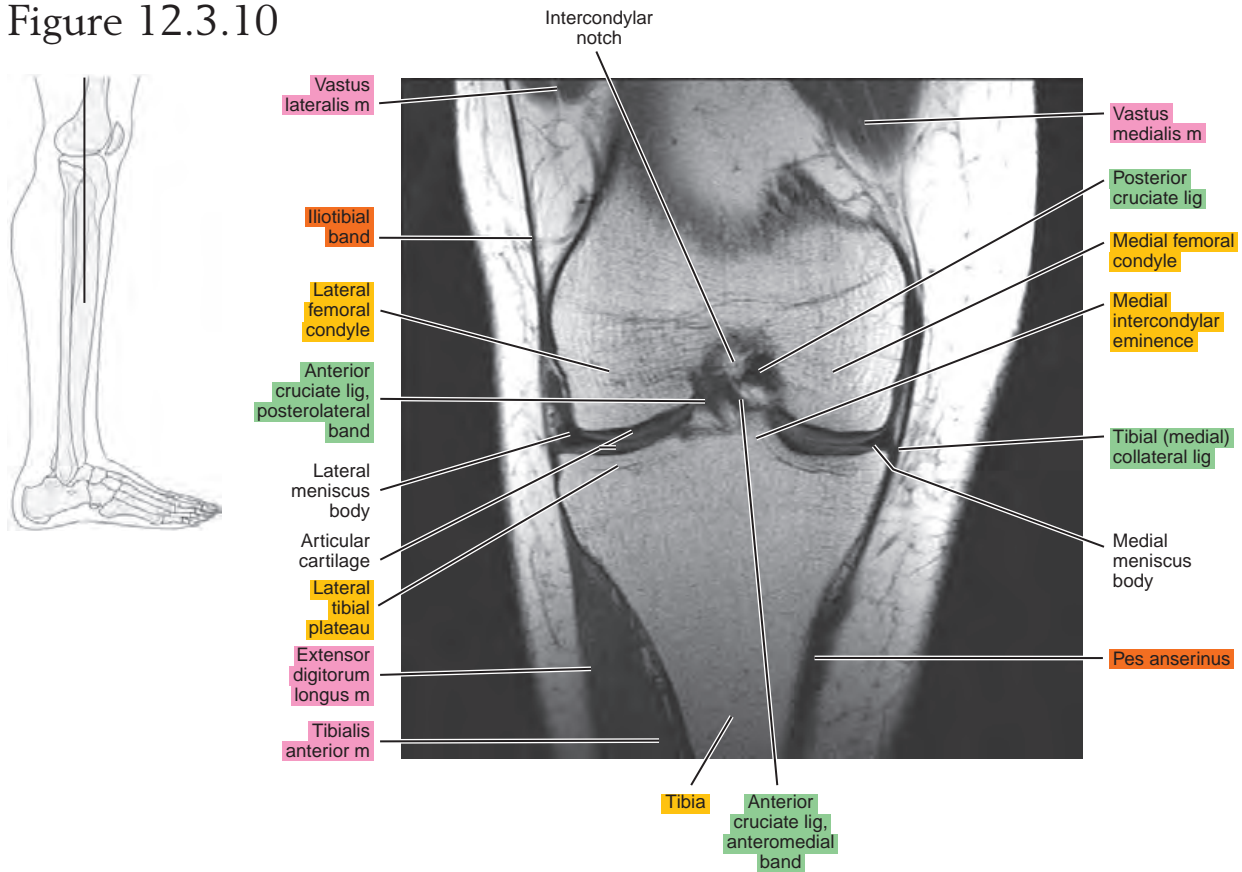 Figure 12.3.10
Intercondylar
notch
Vastus
lateralis m
Iliotibial
band
Lateral
femoral
condyle
Anterior
cruciate lig,
posterolateral
band
Lateral
meniscus
body
Articular
cartilage
Lateral
tibial
plateau
Extensor
digitorum
longus m
Tibialis
anterior m
Vastus
medialis m
Posterior
cruciate lig
Medial femoral
condyle
Medial
intercondylar
eminence
Tibial (medial)
collateral lig
Medial
meniscus
body
Pes anserinus
Tibia
Anterior
cruciate lig,
anteromedial
band